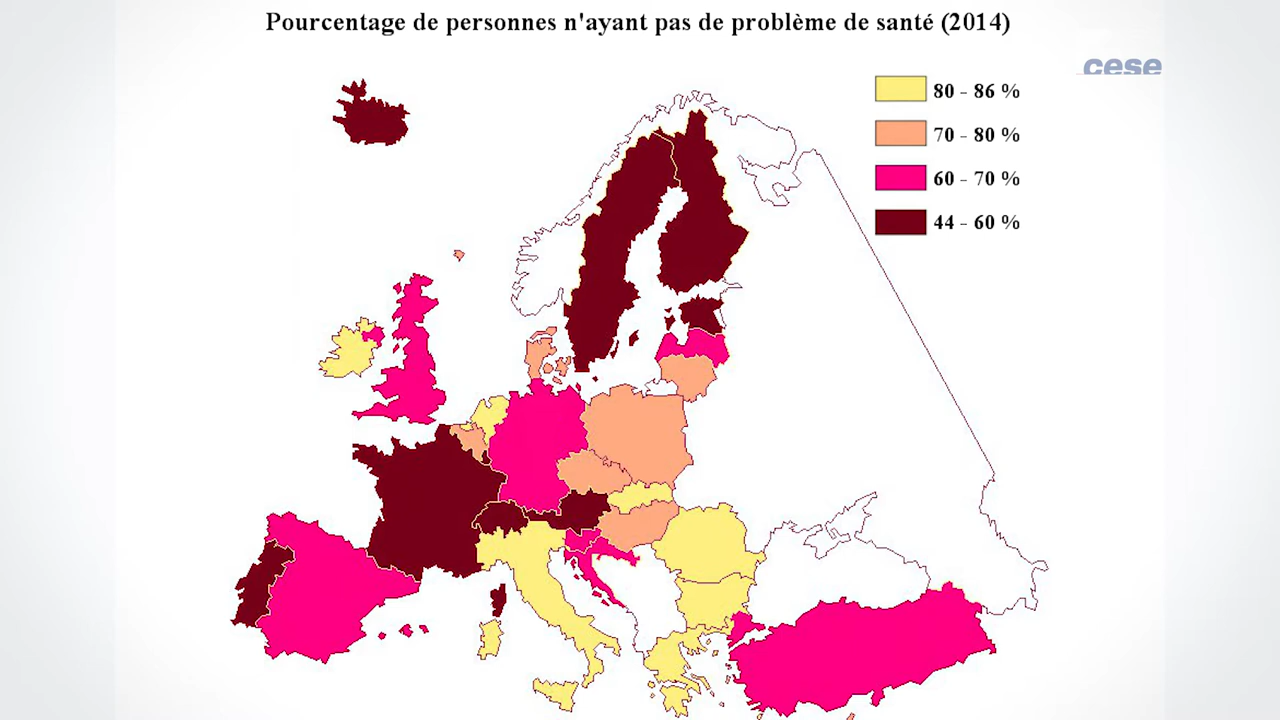 Pourcentage de personnes n'ayant pas de problème de santé (2014)
cese
80 - 86 %
70 - 80 %
60 - 70 %
44 - 60 %